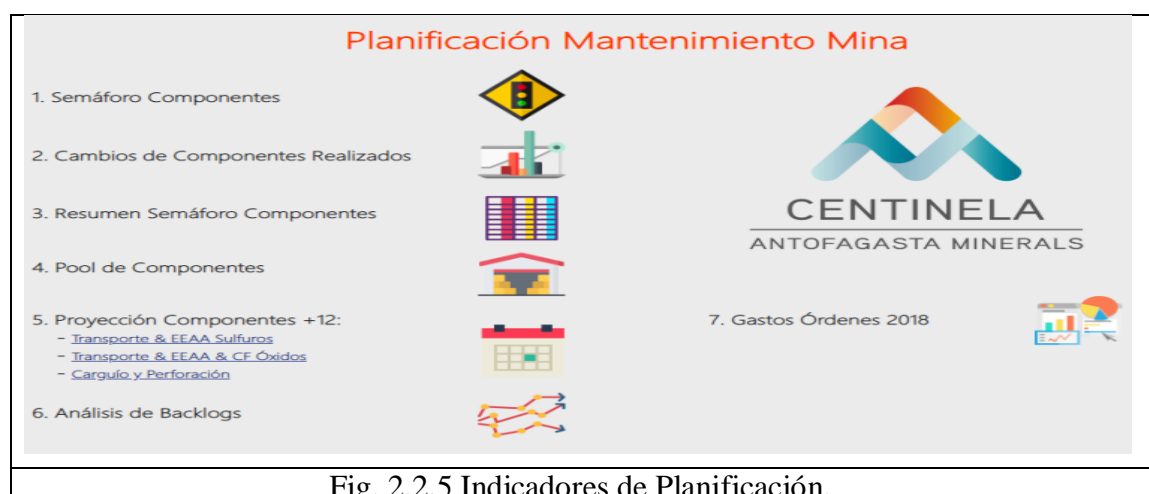 Planificación Mantenimiento Mina
1. Semáforo Componentes
2. Cambios de Componentes Realizados
3. Resumen Semáforo Componentes
4. Pool de Componentes
5. Proyección Componentes +12:
- Transporte & EEAA Sulfuros
- Transporte & EEAA & CF Óxidos
- Carguío y Perforación
6. Análisis de Backlogs
CENTINELA
ANTOFAGASTA MINERALS
7. Gastos Órdenes 2018
Fig. 2.2.5 Indicadores de Planificación.